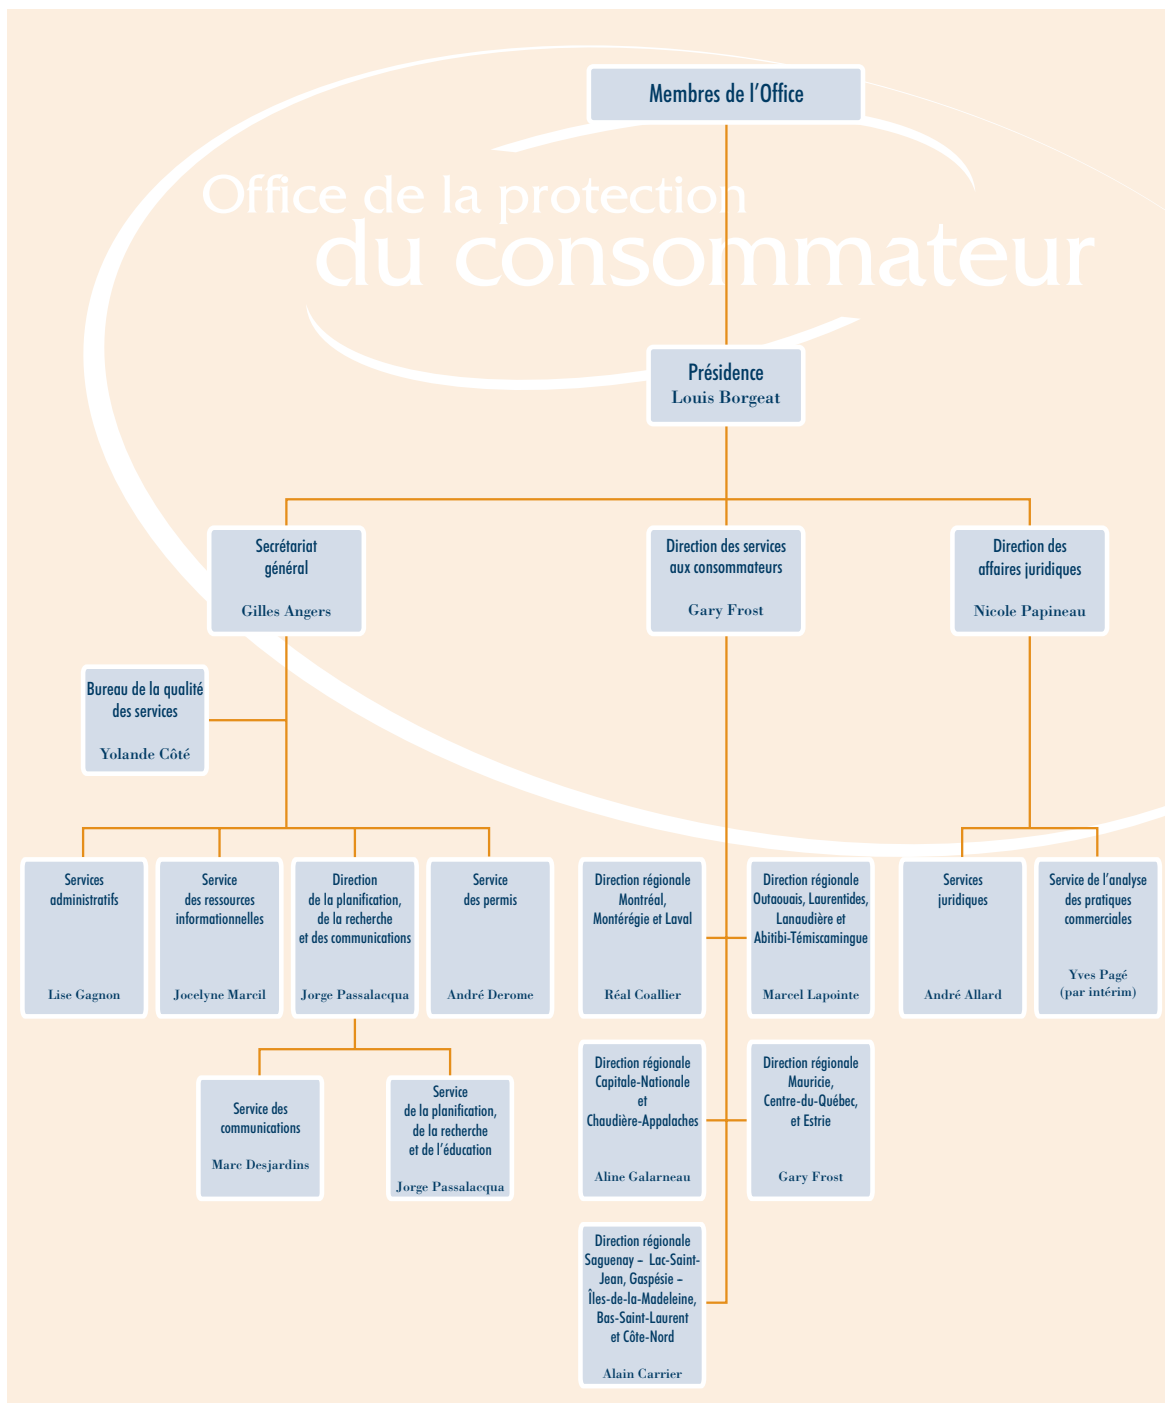 Membres de l'Office
Office de la protection
du consommateur
Présidence
Louis Borgeat
Secrétariat
général
Gilles Angers
Direction des services
aux consommateurs
Gary Frost
Direction des
affaires juridiques
Nicole Papineau
Bureau de la qualité
des services
Yolande Côté
Services
administratifs
Lise Gagnon
Service
des ressources
informationnelles
Jocelyne Marcil
Direction
de la planification,
de la recherche
et des communications
Jorge Passalacqua
Service
des permis
André Derome
Direction régionale
Montréal,
Montérégie et Laval
Réal Coallier
Direction régionale
Outaouais, Laurentides,
Lanaudière et
Abitibi-Témiscamingue
Marcel Lapointe
Services
juridiques
André Allard
Service de l'analyse
des pratiques
commerciales
Yves Pagé
(par intérim)
Service des
communications
Marc Desjardins
Service
de la planification,
de la recherche
et de l'éducation
Jorge Passalacqua
Direction régionale
Capitale-Nationale
et
Chaudière-Appalaches
Aline Galarneau
Direction régionale
Mauricie,
Centre-du-Québec,
et Estrie
Gary Frost
Direction régionale
Saguenay – Lac-Saint-
Jean, Gaspésie –
Îles-de-la-Madeleine,
Bas-Saint-Laurent
et Côte-Nord
Alain Carrier